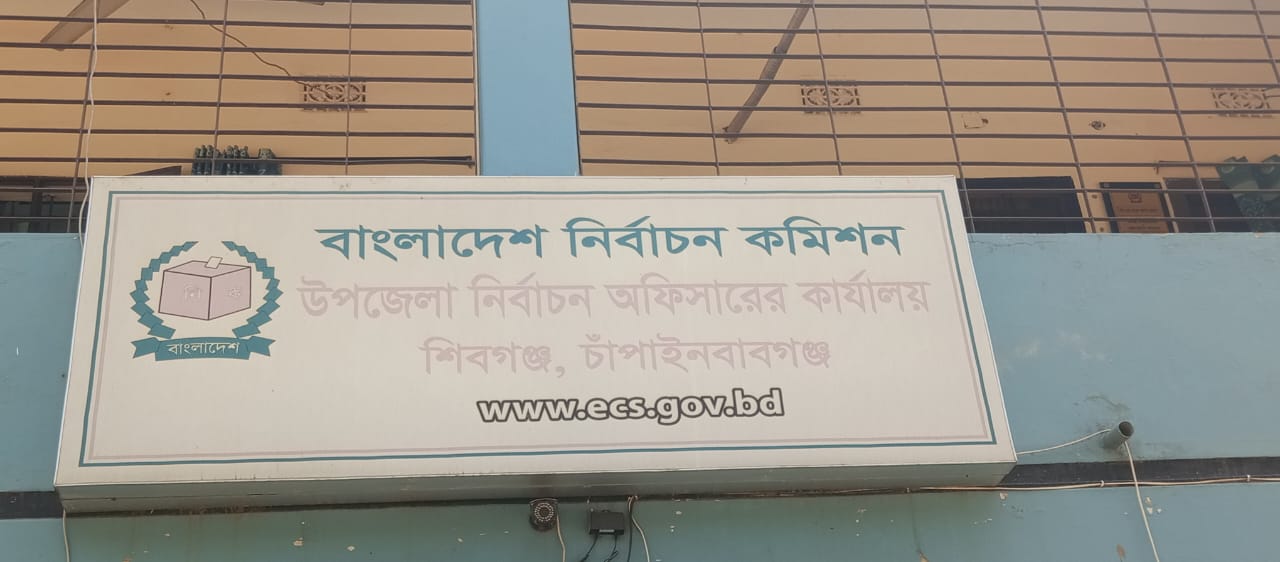 বাংলাদেশ নির্বাচন কমিশন
উপজেলা নির্বাচন অফিসারের কার্যালয়
শিবগঞ্জ, চাঁপাইনবাবগঞ্জ
www.ecs.gov.bd
নি ক
বাংলাদেশ